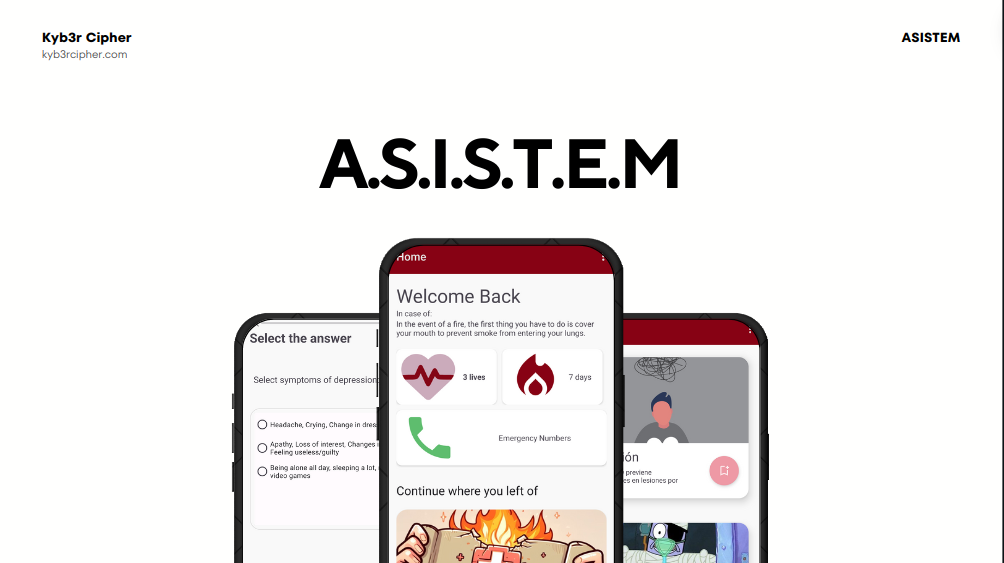 Kyb3r Cipher
kyb3rcipher.com
ASISTEM
A.S.I.S.T.E.M
Home
Welcome Back
In case of:
In the event of a fire, the first thing you have to do is cover
your mouth to prevent smoke from entering your lungs.
3 lives
7 days
Emergency Numbers
Continue where you left of
Select the answer
Select symptoms of depression
Headache, Crying, Change in
Apathy, Loss of interest, Changes
Feeling useless/guilty
Being alone all day, sleeping a lot,
video games
ión
previene
es en lesiones por